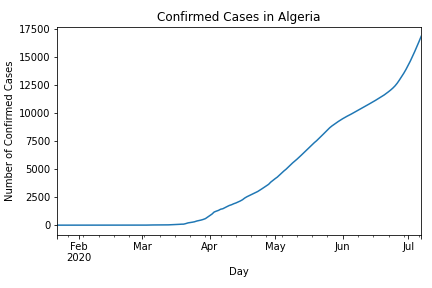 Confirmed Cases in Algeria
17500
15000
12500
10000
7500
5000
2500
0
Number of Confirmed Cases
Feb
2020
Mar
Apr
May
Jun
Jul
Day